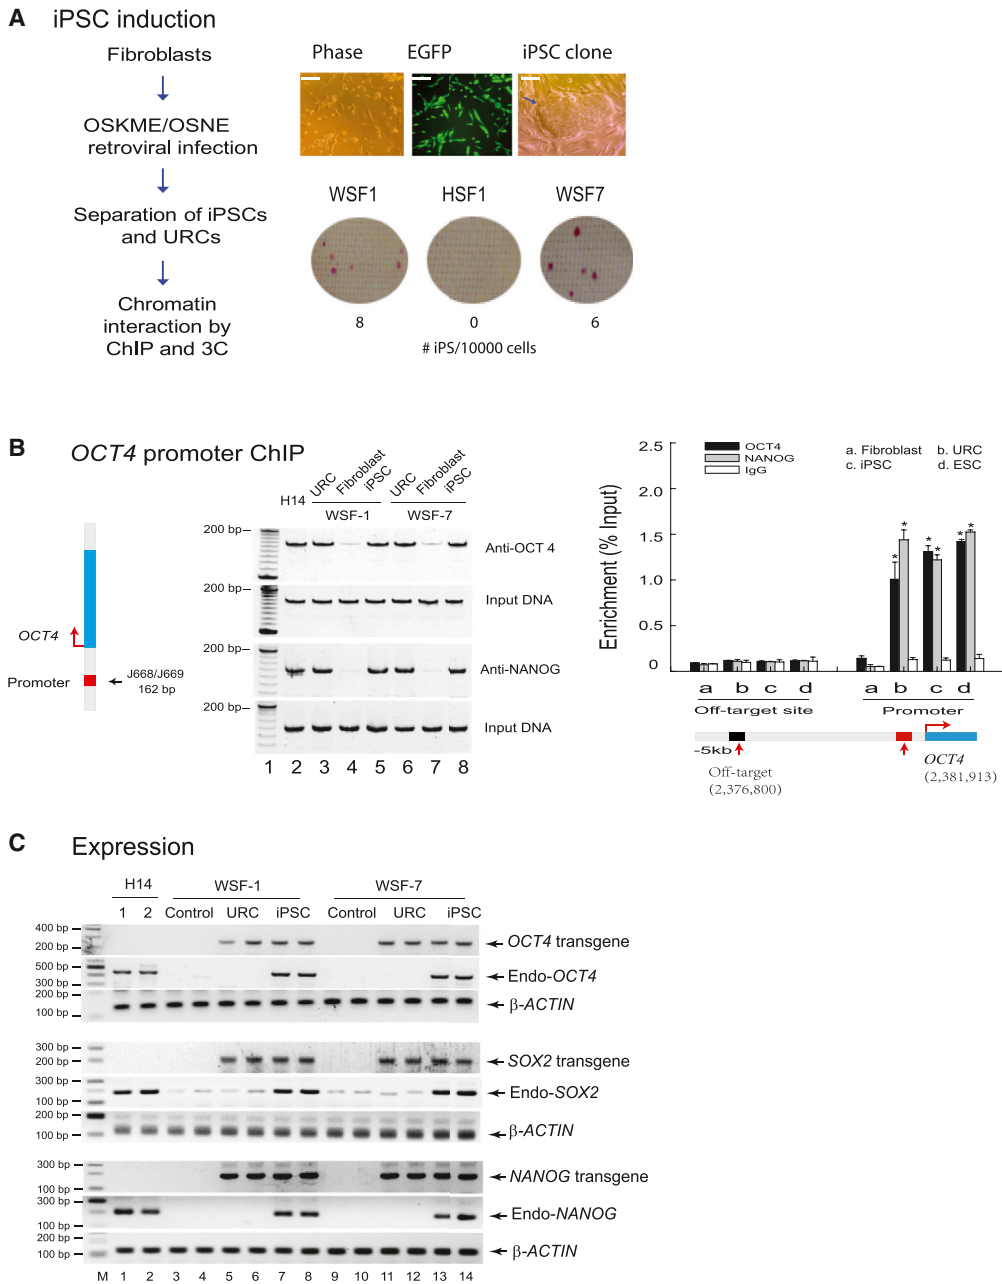 A iPSC induction
Fibroblasts
OSKME/OSNE
retroviral infection
Separation of iPSCs
and URCs
Chromatin
interaction by
ChIP and 3C
Phase EGFP iPSC clone
WSF1 HSF1 WSF7
8 0 6
# iPS/10000 cells
B OCT4 promoter ChIP
OCT4
Promoter
J668/J669
162 bp
H14 URC Fibroblast iPSC URC Fibroblast iPSC
WSF-1 WSF-7
200 bp
Anti-OCT 4
200 bp
Input DNA
200 bp
Anti-NANOG
200 bp
Input DNA
1 2 3 4 5 6 7 8
Enrichment (% Input)
2.5
2.0
1.5
1.0
0.5
0
OCT4
NANOG
IgG
a. Fibroblast b. URC
c. iPSC d. ESC
* * * * * *
a b c d a b c d
Off-target site Promoter
-5kb
Off-target
(2,376,800)
OCT4
(2,381,913)
C Expression
H14 WSF-1 WSF-7
1 2 Control URC iPSC Control URC iPSC
400 bp
200 bp
OCT4 transgene
500 bp
300 bp
Endo-OCT4
200 bp
100 bp
β-ACTIN
300 bp
200 bp
SOX2 transgene
300 bp
100 bp
Endo-SOX2
200 bp
100 bp
β-ACTIN
300 bp
100 bp
NANOG transgene
300 bp
100 bp
Endo-NANOG
200 bp
100 bp
β-ACTIN
M 1 2 3 4 5 6 7 8 9 10 11 12 13 14